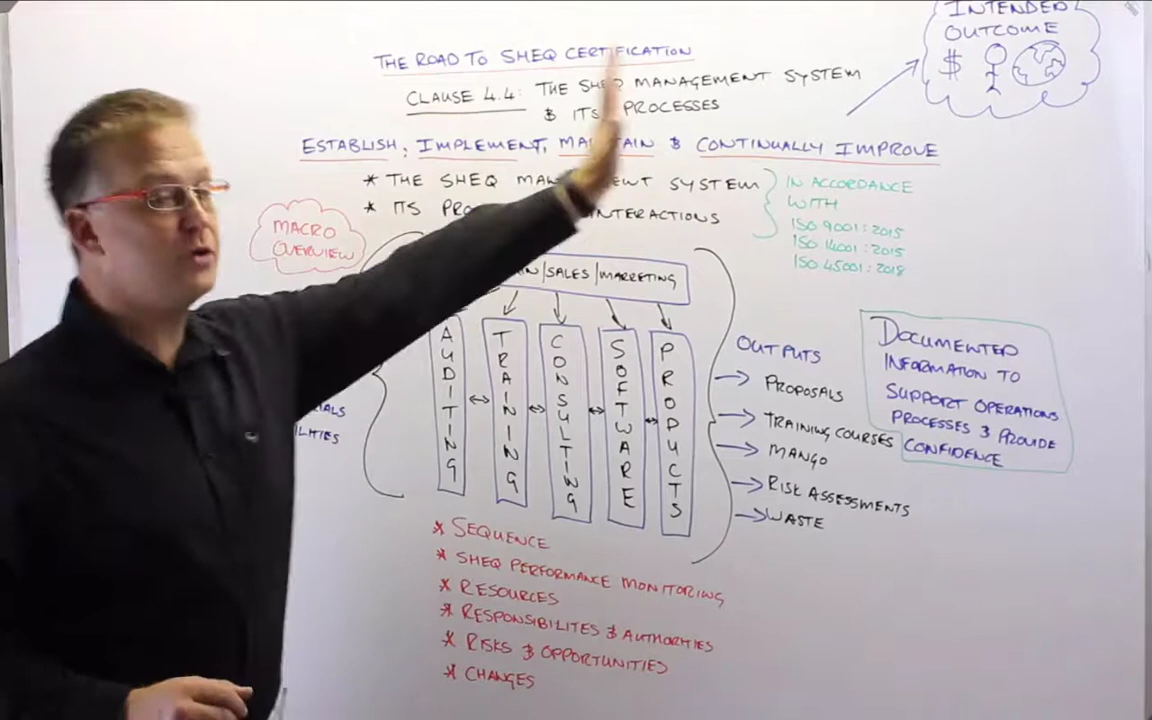 INTENDED
OUTCOME
$
THE ROAD TO SHEQ CERTIFICATION
CLAUSE 4.4: THE SHEQ MANAGEMENT SYSTEM
& ITS PROCESSES
ESTABLISH, IMPLEMENT, MAINTAIN & CONTINUALLY IMPROVE
* THE SHEQ MANAGEMENT SYSTEM
* ITS INTERACTIONS
IN ACCORDANCE
WITH
ISO 9001:2015
ISO 14001:2015
ISO 45001:2018
MACRO
OVERVIEW
/SALES/MARKETING
AUDITING
TRAINING
CONSULTING
SOFTWARE
PRODUCTS
OUTPUTS
PROPOSALS
TRAINING COURSES
MANGO
RISK ASSESSMENTS
WASTE
DOCUMENTED
INFORMATION TO
SUPPORT OPERATIONS
PROCESSES & PROVIDE
CONFIDENCE
* SEQUENCE
* SHEQ PERFORMANCE MONITORING
* RESOURCES
* RESPONSIBILITES & AUTHORITIES
* RISKS & OPPORTUNITIES
* CHANGES